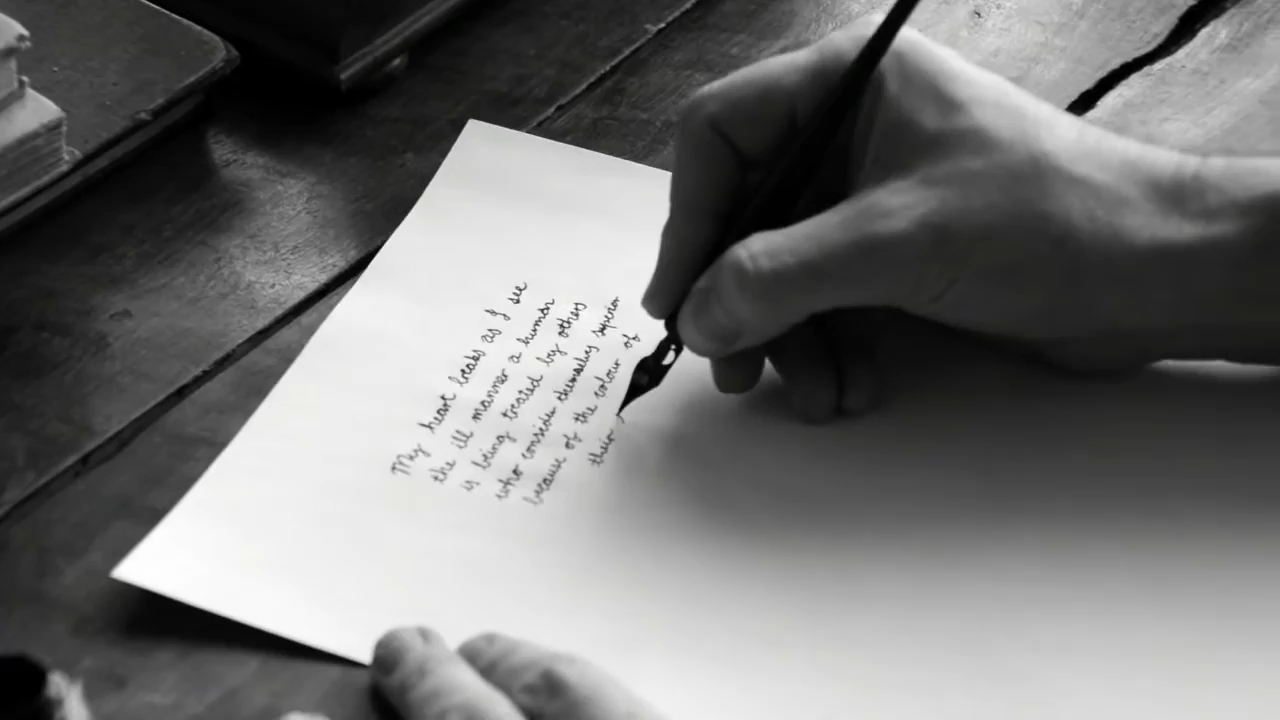 My heart breaks as I see
the ill manner a human
is being treated by others
who consider themselves superior
because of the colour of
their